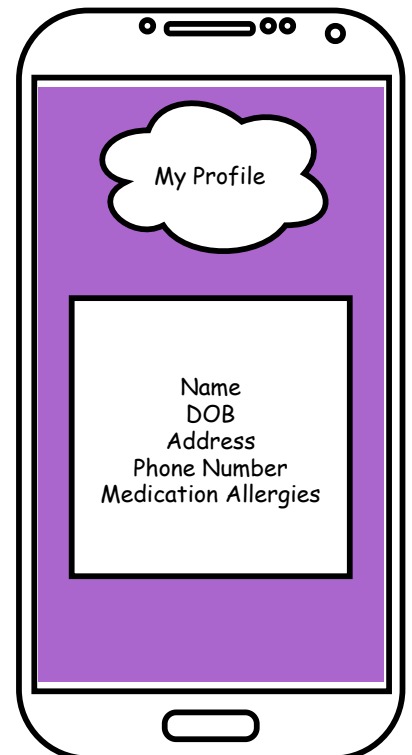 My Profile
Name
DOB
Address
Phone Number
Medication Allergies